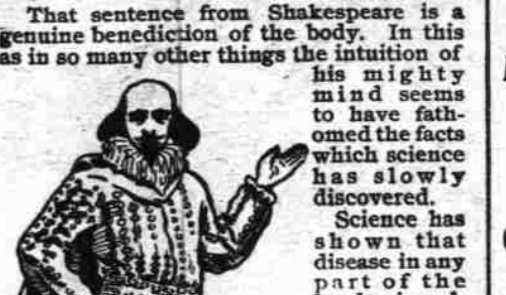 That sentence from Shakespeare is a
genuine benediction of the body. In this
as in so many other things the intuition of
his mighty
mind seems
to have fath-
omed the facts
which science
has slowly
discovered.
Science has
shown that
disease in any
part of the